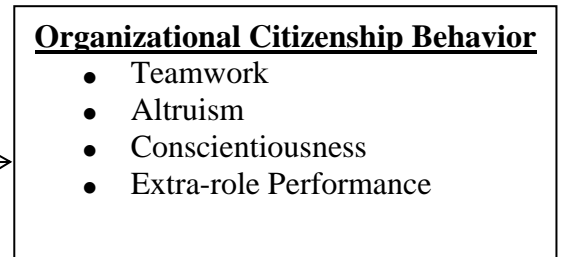 Organizational Citizenship Behavior
● Teamwork
● Altruism
● Conscientiousness
● Extra-role Performance